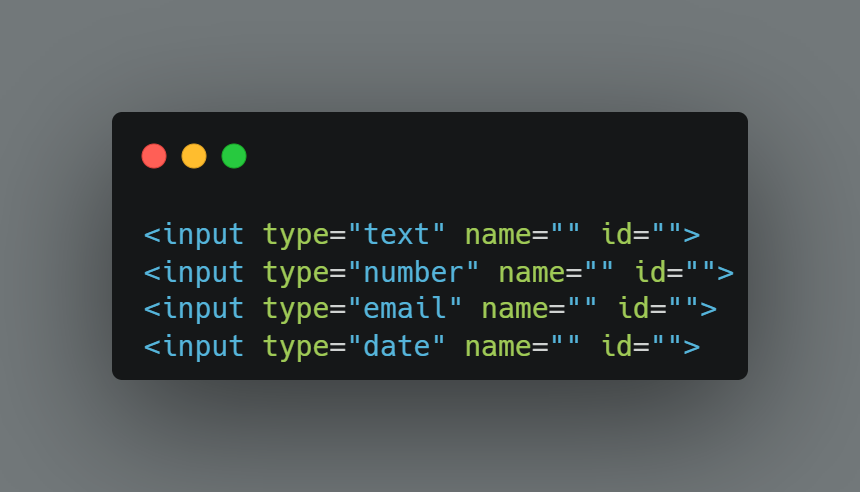 <input type="text" name="" id="">
<input type="number" name="" id="">
<input type="email" name="" id="">
<input type="date" name="" id="">